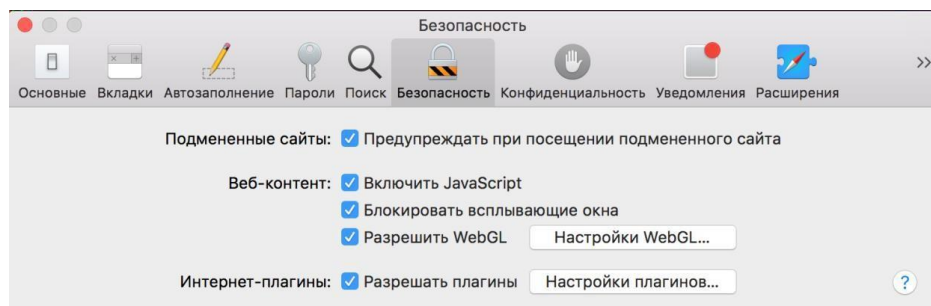 Безопасность
Основные Вкладки Автозаполнение Пароли Поиск Безопасность Конфиденциальность Уведомления Расширения >>
Подмененные сайты: Предупреждать при посещении подмененного сайта
Веб-контент: Включить JavaScript
Блокировать всплывающие окна
Разрешить WebGL Настройки WebGL...
Интернет-плагины: Разрешать плагины Настройки плагинов... ?